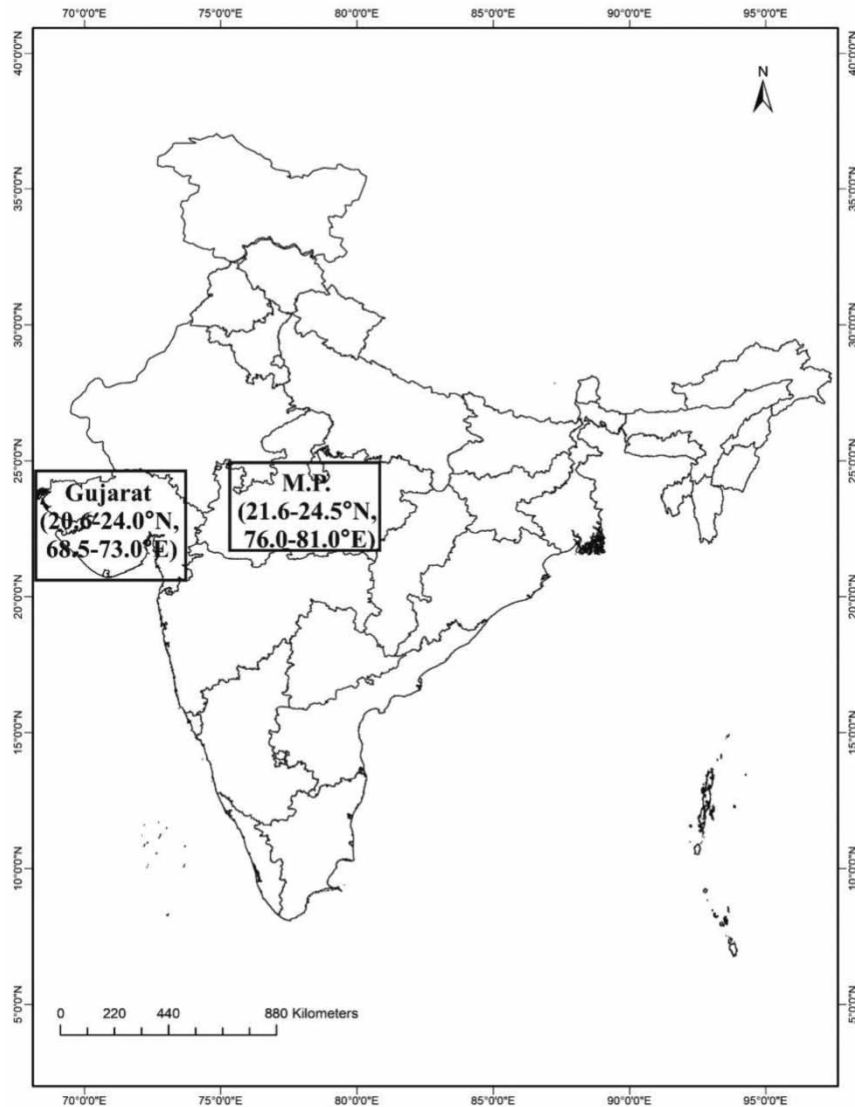 70°0'0"E 75°0'0"E 80°0'0"E 85°0'0"E 90°0'0"E 95°0'0"E
40°0'0"N 40°0'0"N
N
35°0'0"N 35°0'0"N
30°0'0"N 30°0'0"N
25°0'0"N 25°0'0"N
Gujarat
(20.6-24.0°N,
68.5-73.0°E)
M.P.
(21.6-24.5°N,
76.0-81.0°E)
20°0'0"N 20°0'0"N
15°0'0"N 15°0'0"N
10°0'0"N 10°0'0"N
5°0'0"N 5°0'0"N
0 220 440 880 Kilometers
70°0'0"E 75°0'0"E 80°0'0"E 85°0'0"E 90°0'0"E 95°0'0"E